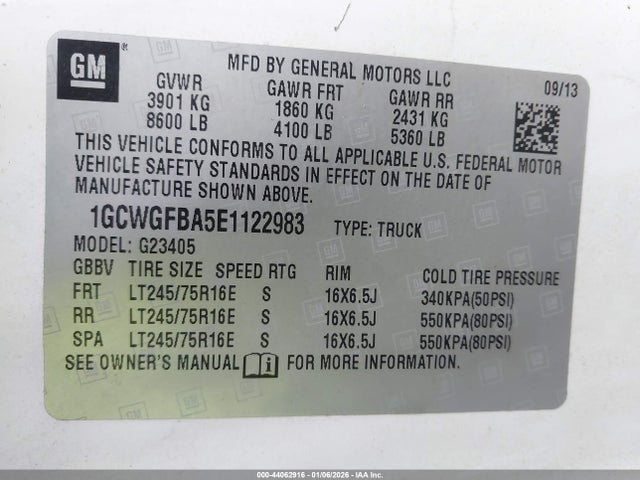 GM
MFD BY GENERAL MOTORS LLC
09/13
GVWR GAWR FRT GAWR RR
3901 KG 1860 KG 2431 KG
8600 LB 4100 LB 5360 LB
THIS VEHICLE CONFORMS TO ALL APPLICABLE U.S. FEDERAL MOTOR
VEHICLE SAFETY STANDARDS IN EFFECT ON THE DATE OF
MANUFACTURE SHOWN ABOVE.
1GCWGFBA5E1122983 TYPE: TRUCK
MODEL: G23405
GBBV TIRE SIZE SPEED RTG RIM COLD TIRE PRESSURE
FRT LT245/75R16E S 16X6.5J 340KPA(50PSI)
RR LT245/75R16E S 16X6.5J 550KPA(80PSI)
SPA LT245/75R16E S 16X6.5J 550KPA(80PSI)
SEE OWNER'S MANUAL i FOR MORE INFORMATION.
000-44062916 - 01/06/2026 - IAA Inc.